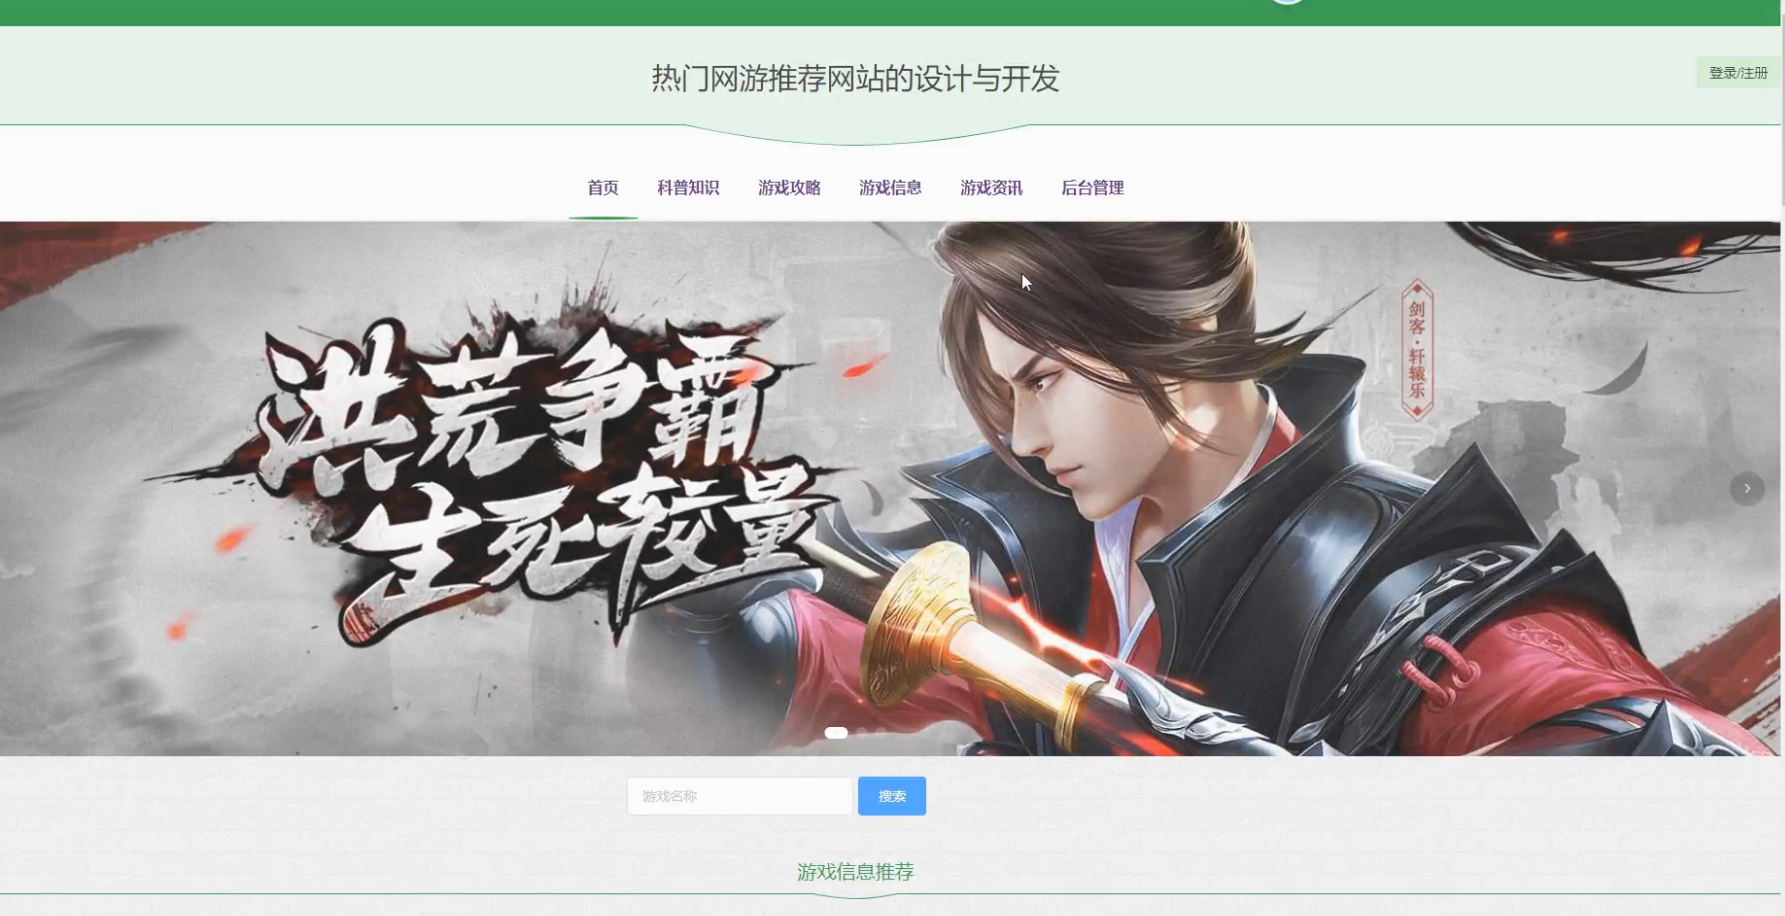 热门网游推荐网站的设计与开发
登录/注册
首页 科普知识 游戏攻略 游戏信息 游戏资讯 后台管理
洪荒争霸
生死较量
剑客·轩辕乐
游戏名称
搜索
游戏信息推荐